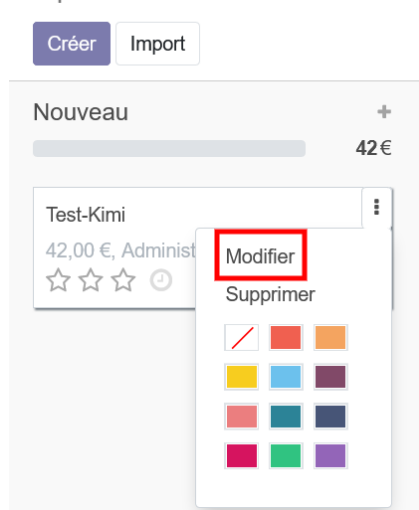 Créer Import
Nouveau +
42 €
Test-Kimi
42,00 €, Administ
Modifier
Supprimer